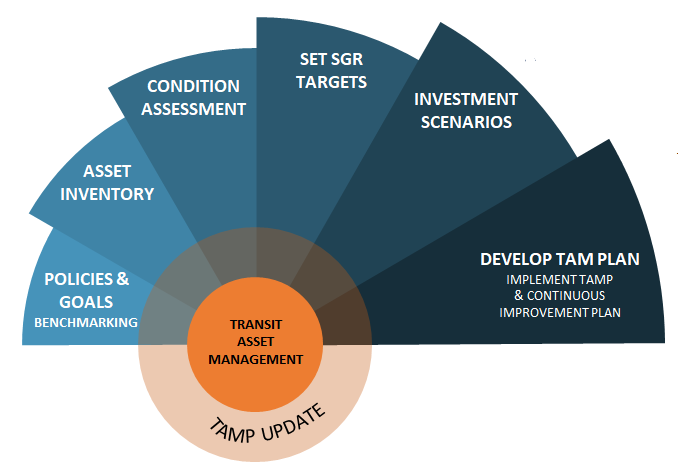 POLICIES &
GOALS
BENCHMARKING
ASSET
INVENTORY
CONDITION
ASSESSMENT
SET SGR
TARGETS
INVESTMENT
SCENARIOS
DEVELOP TAM PLAN
IMPLEMENT TAMP
& CONTINUOUS
IMPROVEMENT PLAN
TRANSIT
ASSET
MANAGEMENT
TAMP UPDATE